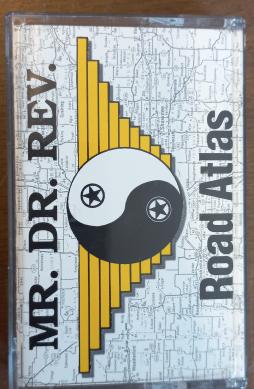 MR. DR. REV.
Road Atlas